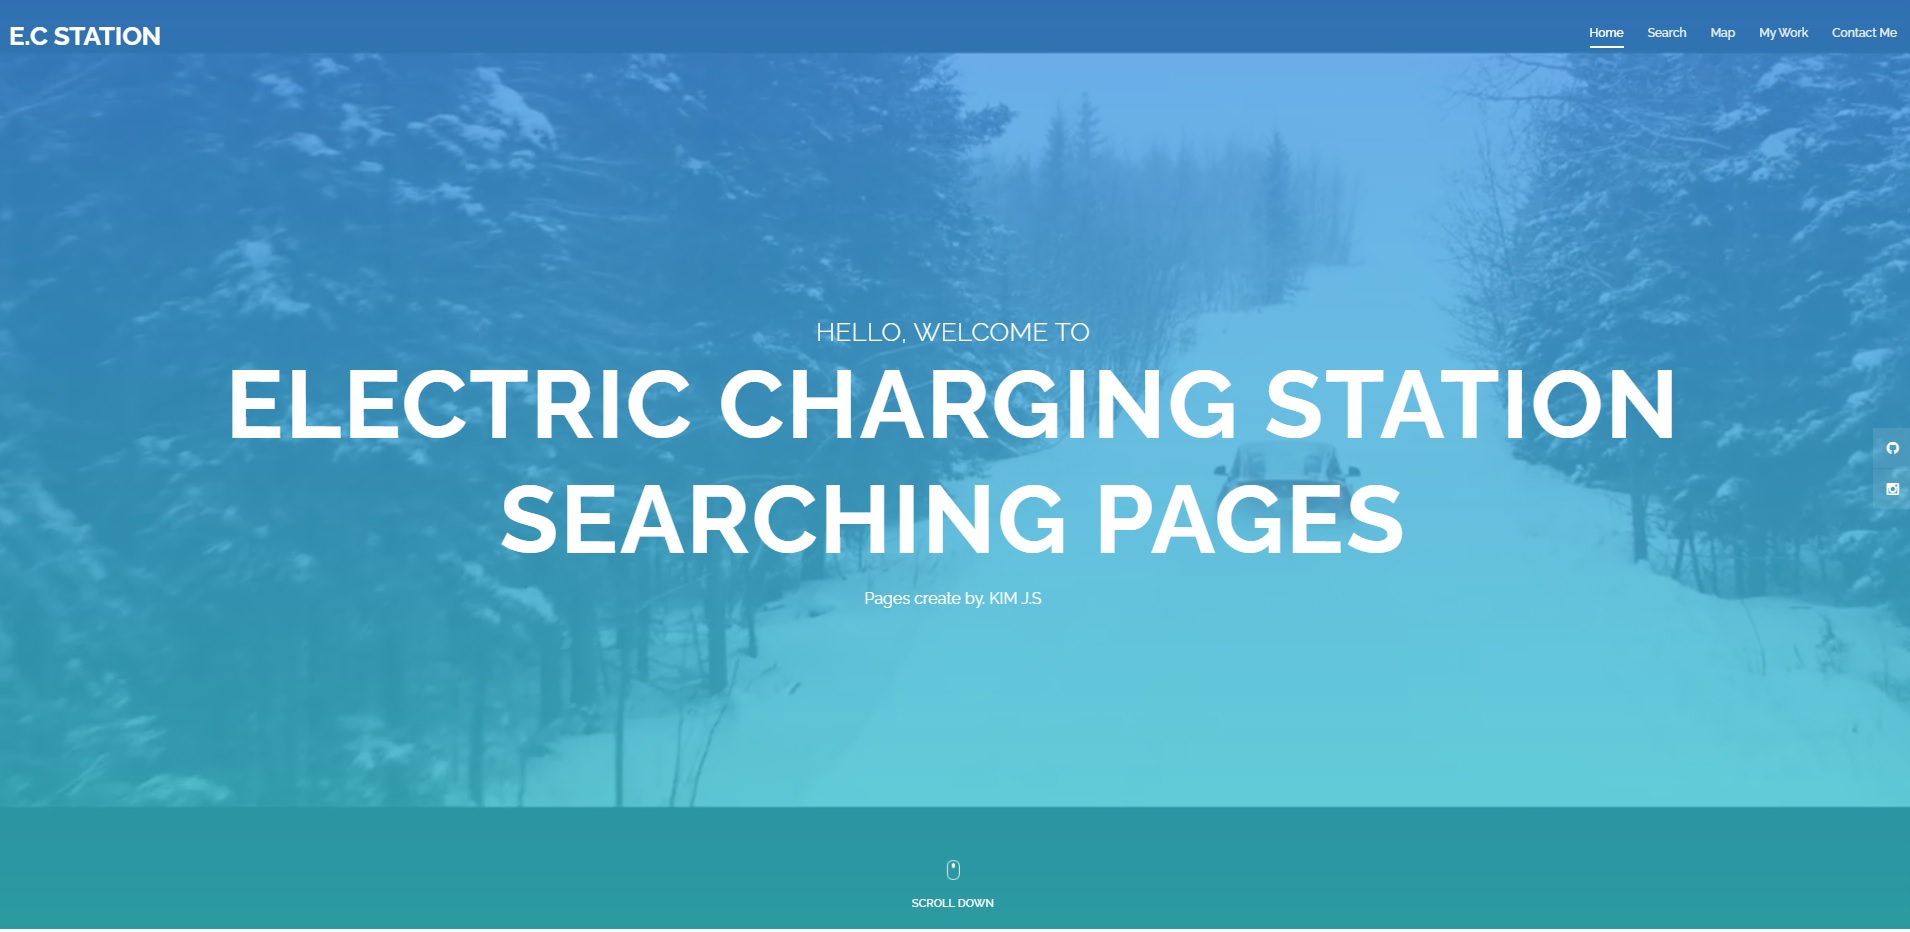 E.C STATION
Home Search Map My Work Contact Me
HELLO, WELCOME TO
ELECTRIC CHARGING STATION
SEARCHING PAGES
Pages create by. KIM J.S
SCROLL DOWN